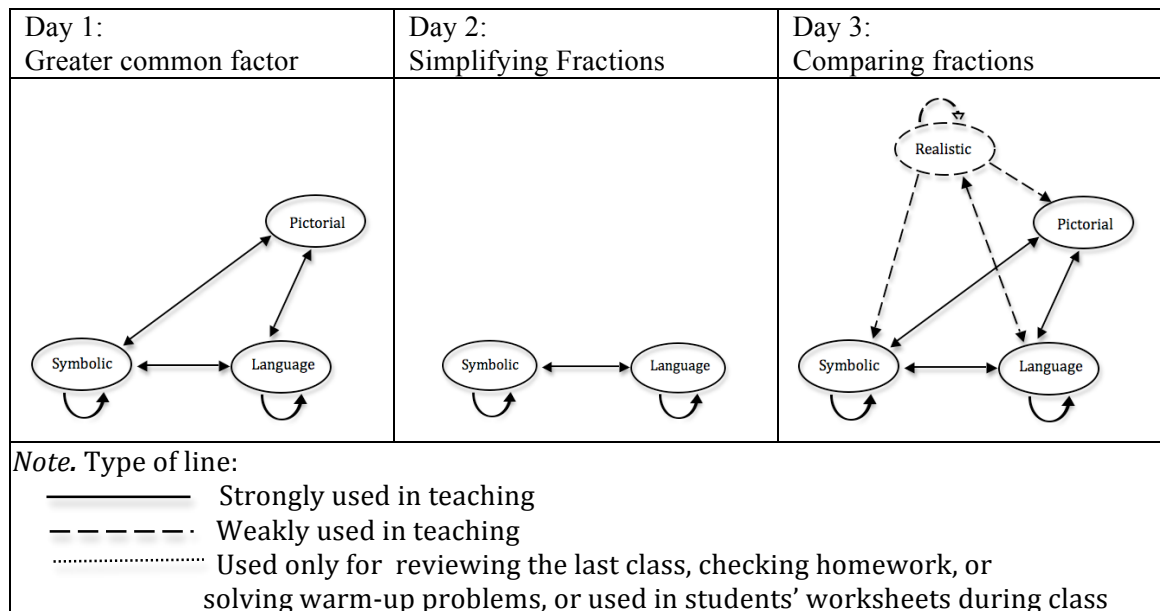 Day 1:
Greater common factor
Day 2:
Simplifying Fractions
Day 3:
Comparing fractions
Pictorial
Symbolic
Language
Symbolic
Language
Realistic
Pictorial
Symbolic
Language
Note. Type of line:
Strongly used in teaching
Weakly used in teaching
Used only for reviewing the last class, checking homework, or
solving warm-up problems, or used in students’ worksheets during class